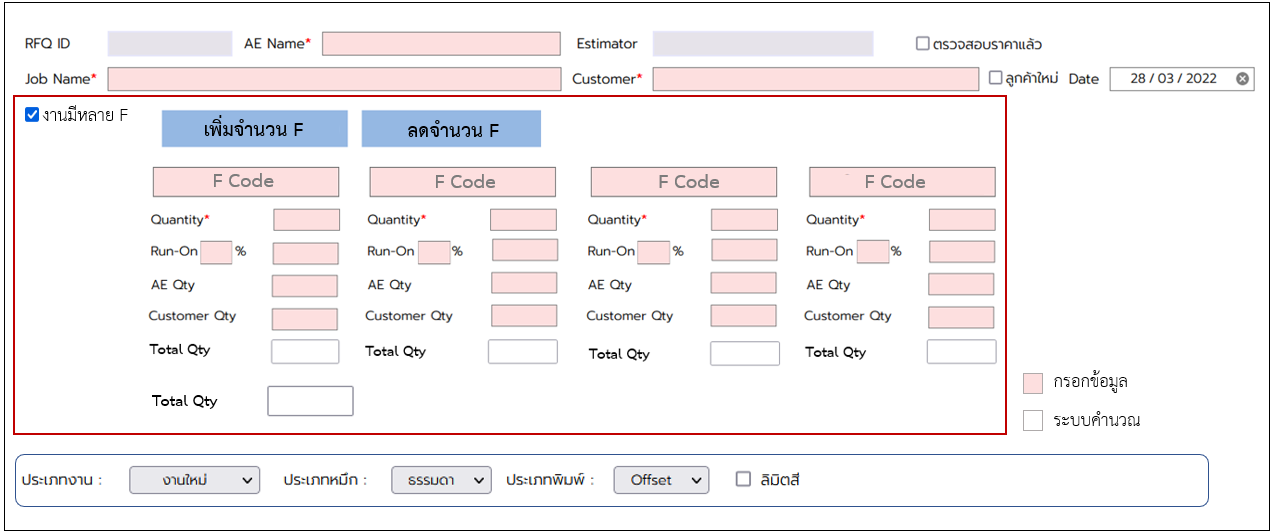 RFQ ID AE Name* Estimator ตรวจสอบราคาแล้ว
Job Name* Customer* ลูกค้าใหม่ Date 28 / 03 / 2022
งานมีหลาย F เพิ่มจำนวน F ลดจำนวน F
F Code F Code F Code F Code
Quantity* Quantity* Quantity* Quantity*
Run-On % Run-On % Run-On % Run-On %
AE Qty AE Qty AE Qty AE Qty
Customer Qty Customer Qty Customer Qty Customer Qty
Total Qty Total Qty Total Qty Total Qty
กรอกข้อมูล
Total Qty
ระบบคำนวณ
ประเภทงาน : งานใหม่ ประเภทหมึก : ธรรมดา ประเภทพิมพ์ : Offset ลิมิตสี